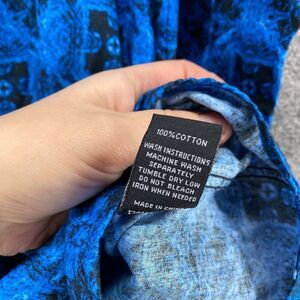 100% COTTON
WASH INSTRUCTIONS
MACHINE WASH
SEPARATELY
TUMBLE DRY LOW
DO NOT BLEACH
IRON WHEN NEEDED
MADE IN CHINA